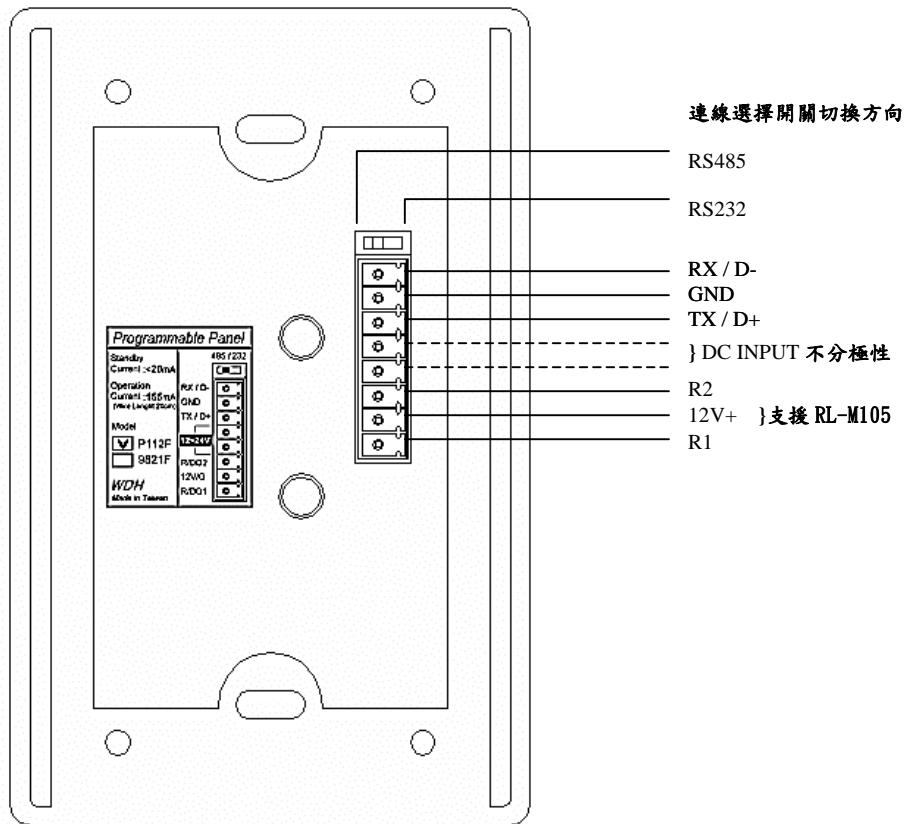 連線選擇開關切換方向
RS485
RS232
RX / D-
GND
TX / D+
} DC INPUT 不分極性
R2
12V+ }支援 RL-M105
R1
Programmable Panel
Standby
Current :<20mA
Operation
Current :155mA
Model
P112F
9821F
WDH
Made in Taiwan
485 / 232
RX / D-
GND
TX / D+
12~24V
R/DO2
12V/G
R/DO1